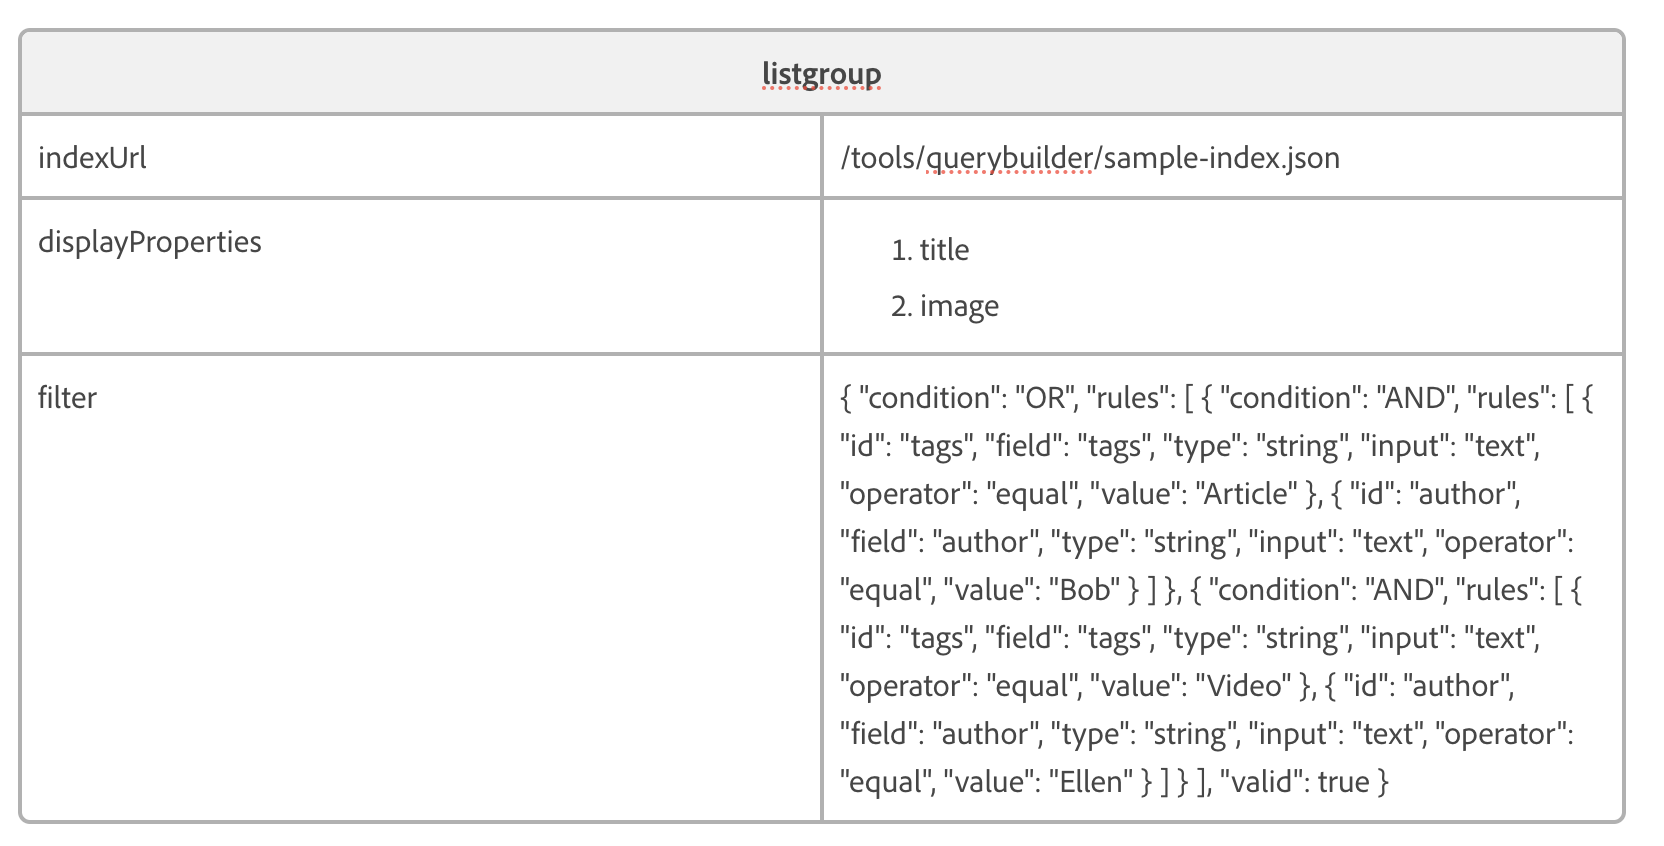 listgroup
indexUrl
/tools/querybuilder/sample-index.json
displayProperties
1. title
2. image
filter
{ "condition": "OR", "rules": [ { "condition": "AND", "rules": [ {
"id": "tags", "field": "tags", "type": "string", "input": "text",
"operator": "equal", "value": "Article" }, { "id": "author",
"field": "author", "type": "string", "input": "text", "operator":
"equal", "value": "Bob" } ] }, { "condition": "AND", "rules": [ {
"id": "tags", "field": "tags", "type": "string", "input": "text",
"operator": "equal", "value": "Video" }, { "id": "author",
"field": "author", "type": "string", "input": "text", "operator":
"equal", "value": "Ellen" } ] } ], "valid": true }